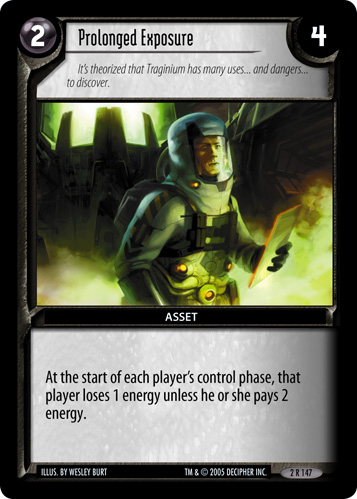 2 Prolonged Exposure 4
It's theorized that Traginium has many uses... and dangers...
to discover.
ASSET
At the start of each player's control phase, that
player loses 1 energy unless he or she pays 2
energy.
ILLUS. BY WESLEY BURT TM & © 2005 DECIPHER INC. 2 R 147